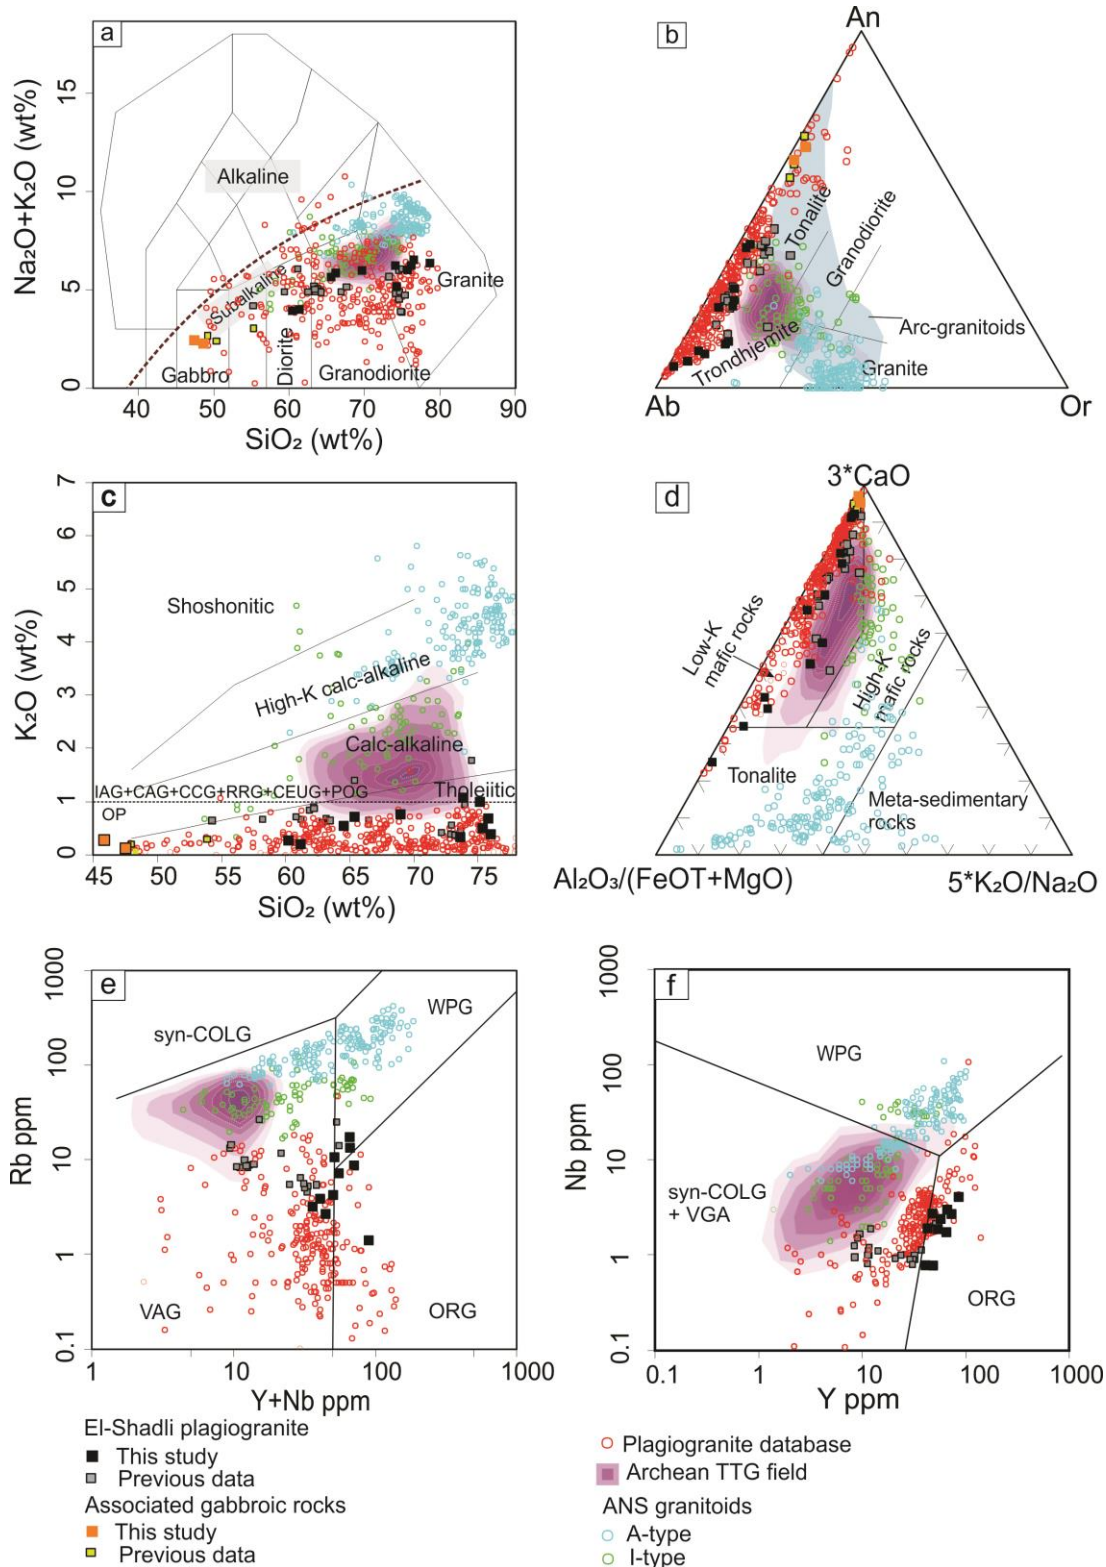 a
Na₂O+K₂O (wt%)
15
10
5
0
Alkaline
Subalkaline
Gabbro
Diorite
Granodiorite
Granite
40
50
60
70
80
90
SiO₂ (wt%)
b
An
Tonalite
Granodiorite
Trondhjemite
Arc-granitoids
Granite
Ab
Or
c
K₂O (wt%)
7
6
5
4
3
2
1
0
Shoshonitic
High-K calc-alkaline
Calc-alkaline
IAG+CAG+CCG+RRG+CEUG+POG
Tholeiitic
OP
45
50
55
60
65
70
75
SiO₂ (wt%)
d
3*CaO
Low-K
mafic rocks
High-K
mafic rocks
Tonalite
Meta-sedimentary
rocks
Al₂O₃/(FeOT+MgO)
5*K₂O/Na₂O
e
Rb ppm
1000
100
10
1
0.1
syn-COLG
WPG
VAG
ORG
1
10
100
1000
Y+Nb ppm
f
Nb ppm
1000
100
10
1
0.1
WPG
syn-COLG
+ VGA
ORG
0.1
1
10
100
1000
Y ppm
El-Shadli plagiogranite
This study
Previous data
Associated gabbroic rocks
This study
Previous data
Plagiogranite database
Archean TTG field
ANS granitoids
A-type
I-type